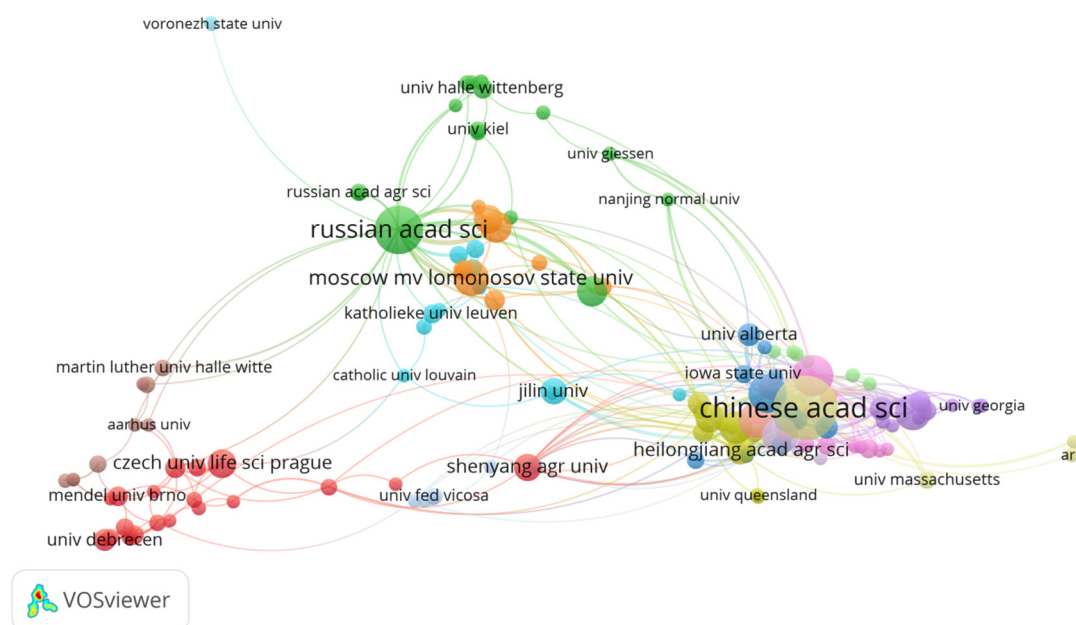 voronezh state univ
univ halle wittenberg
univ kiel
univ giessen
russian acad agr sci
nanjing normal univ
russian acad sci
moscow mv lomonosov state univ
katholieke univ leuven
univ alberta
martin luther univ halle witte
catholic univ louvain
iowa state univ
jilin univ
chinese acad sci
univ georgia
aarhus univ
heilongjiang acad agr sci
czech univ life sci prague
shenyang agr univ
ar
univ massachusetts
mendel univ brno
univ fed vicosa
univ queensland
univ debrecen
VOSviewer